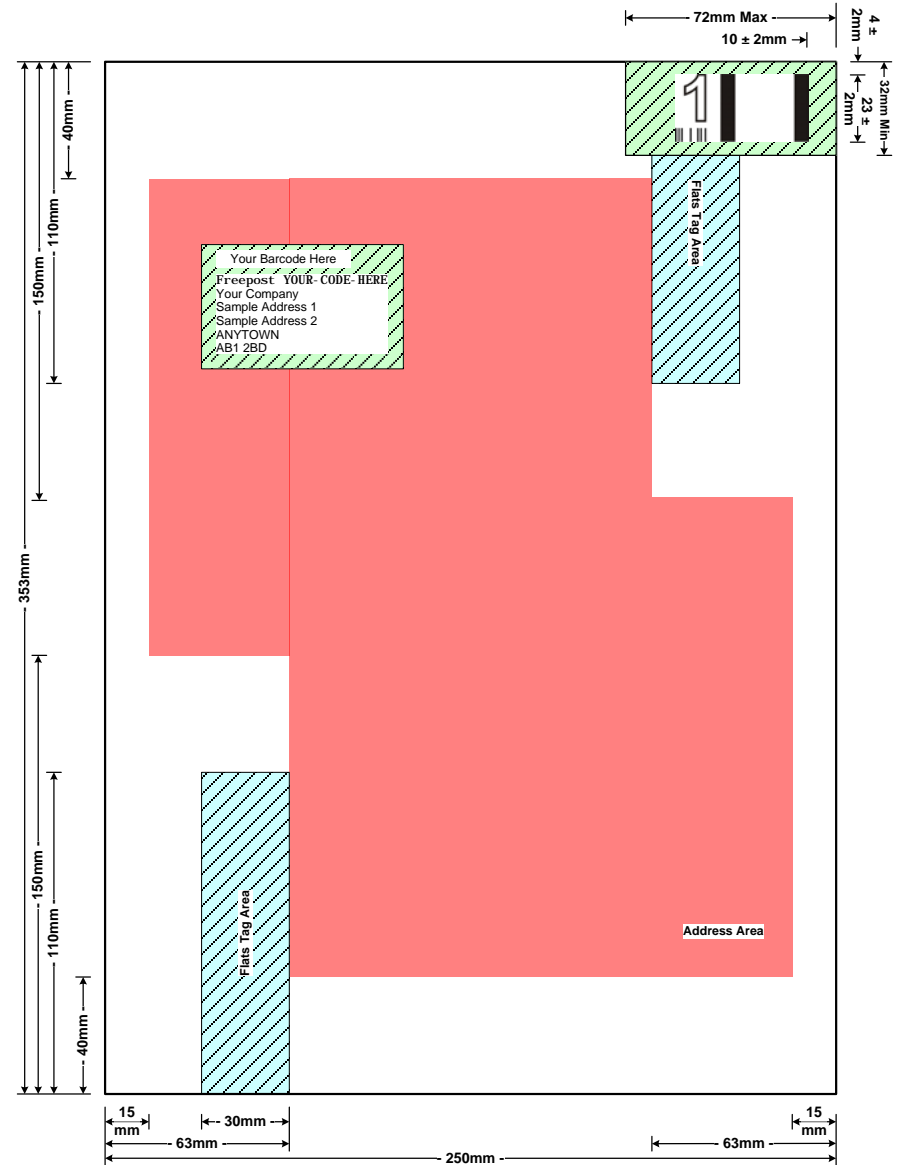 - 72mm Max -
10 ± 2mm
4 ±
2mm
32mm Min
23 ±
2mm
1
- 40mm -
- 110mm -
- 150mm -
- 353mm -
Flats Tag Area
Your Barcode Here
Freepost YOUR-CODE-HERE
Your Company
Sample Address 1
Sample Address 2
ANYTOWN
AB1 2BD
- 150mm -
- 110mm -
Flats Tag Area
Address Area
- 40mm -
15
mm
- 30mm -
15
mm
- 63mm -
- 63mm -
- 250mm -